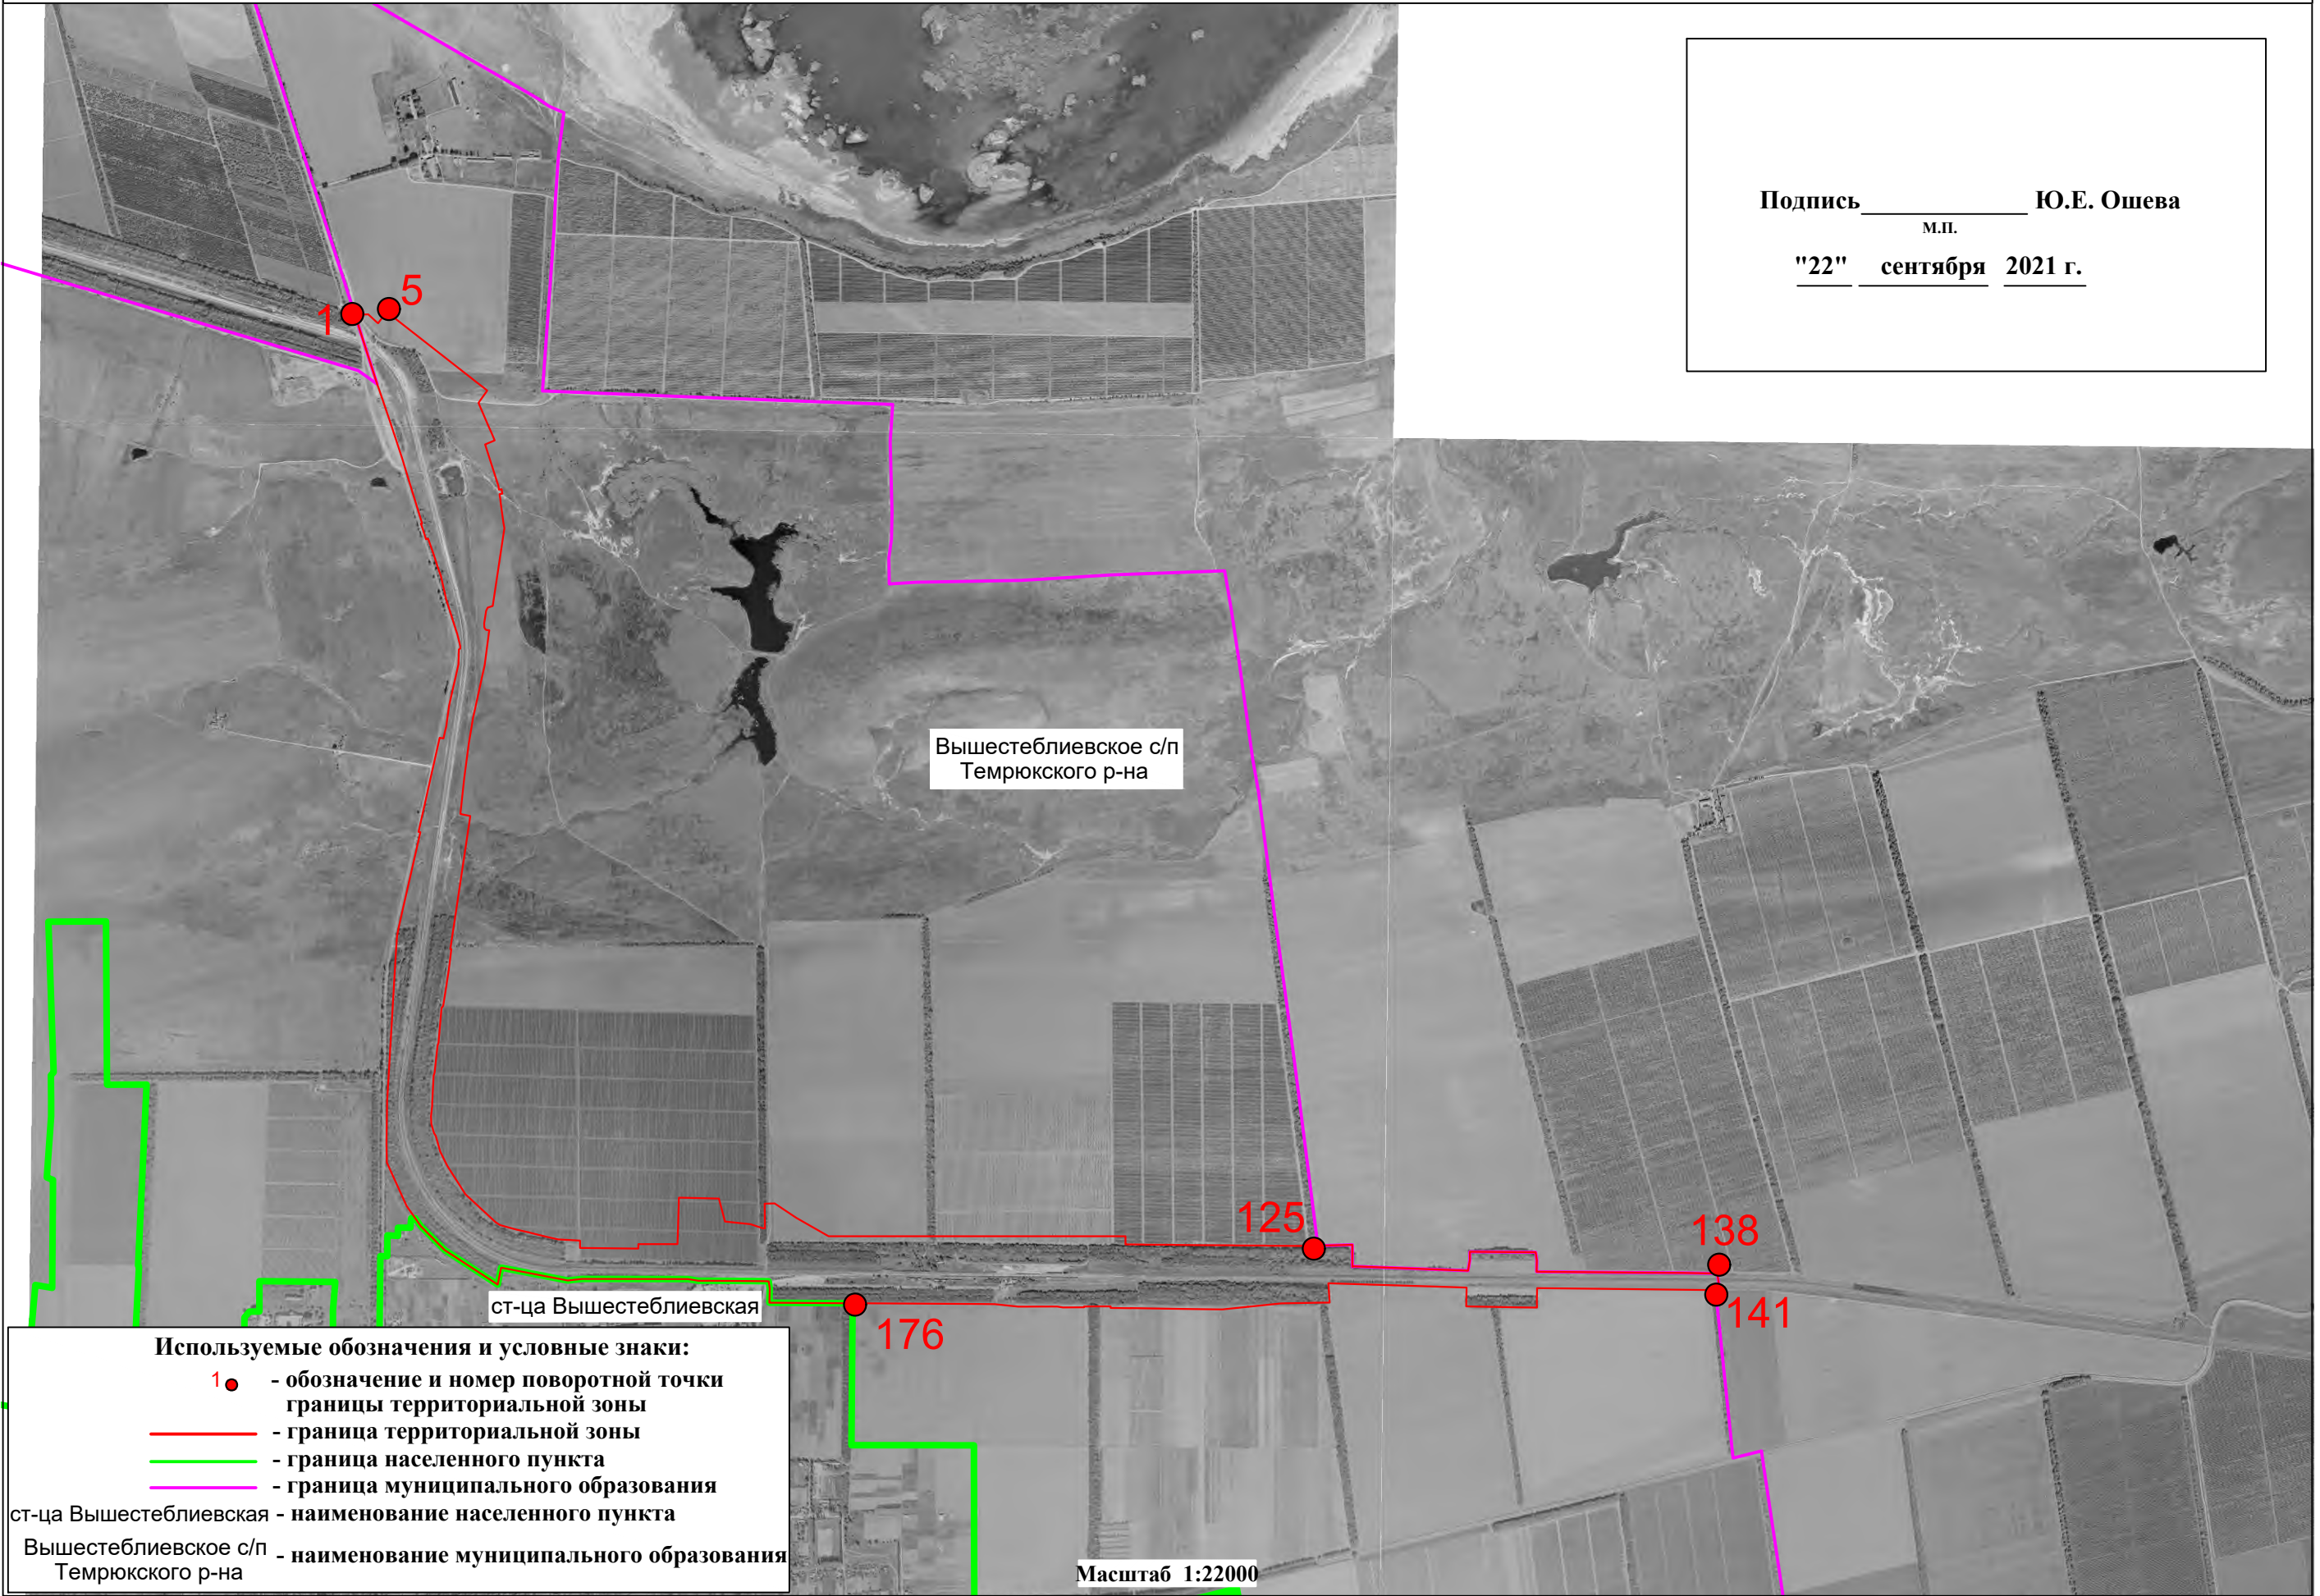 Подпись____________ Ю.Е. Ошева
М.П.
"22" сентября 2021 г.
5
1
Вышестеблиевское с/п
Темрюкского р-на
125
138
141
ст-ца Вышестеблиевская
176
Используемые обозначения и условные знаки:
1 - обозначение и номер поворотной точки
границы территориальной зоны
- граница территориальной зоны
- граница населенного пункта
- граница муниципального образования
ст-ца Вышестеблиевская - наименование населенного пункта
Вышестеблиевское с/п
Темрюкского р-на
- наименование муниципального образования
Масштаб 1:22000